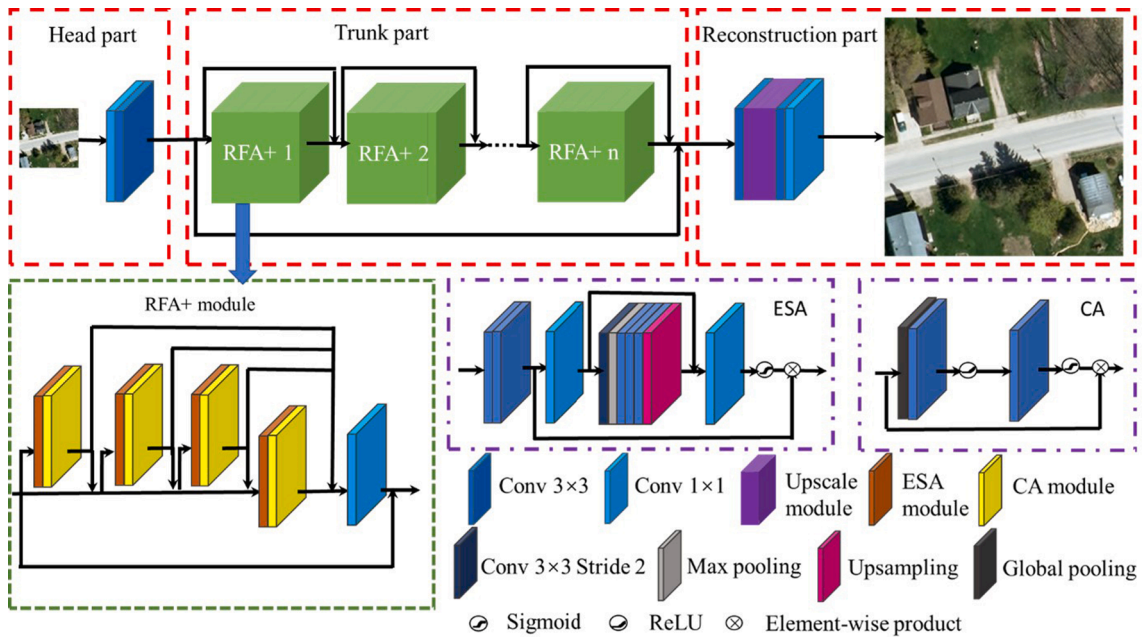 Head part
Trunk part
Reconstruction part
RFA+ 1
RFA+ 2
RFA+ n
RFA+ module
ESA
CA
Conv 3×3
Conv 1×1
Upscale
module
ESA
module
CA module
Conv 3×3 Stride 2
Max pooling
Upsampling
Global pooling
Sigmoid
ReLU
Element-wise product